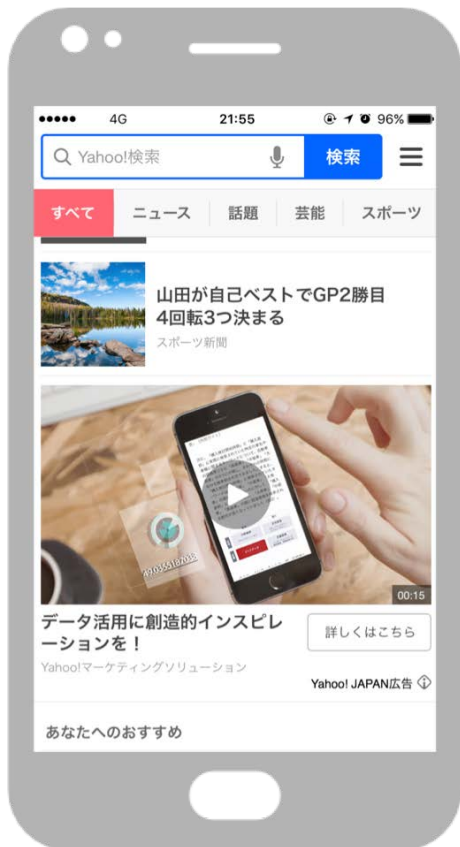 4G 21:55 96%
Yahoo!検索 検索
すべて ニュース 話題 芸能 スポーツ
山田が自己ベストでGP2勝目
4回転3つ決まる
スポーツ新聞
49.0355182032
00:15
データ活用に創造的インスピレ
ーションを!
詳しくはこちら
Yahoo!マーケティングソリューション
Yahoo! JAPAN広告
あなたへのおすすめ